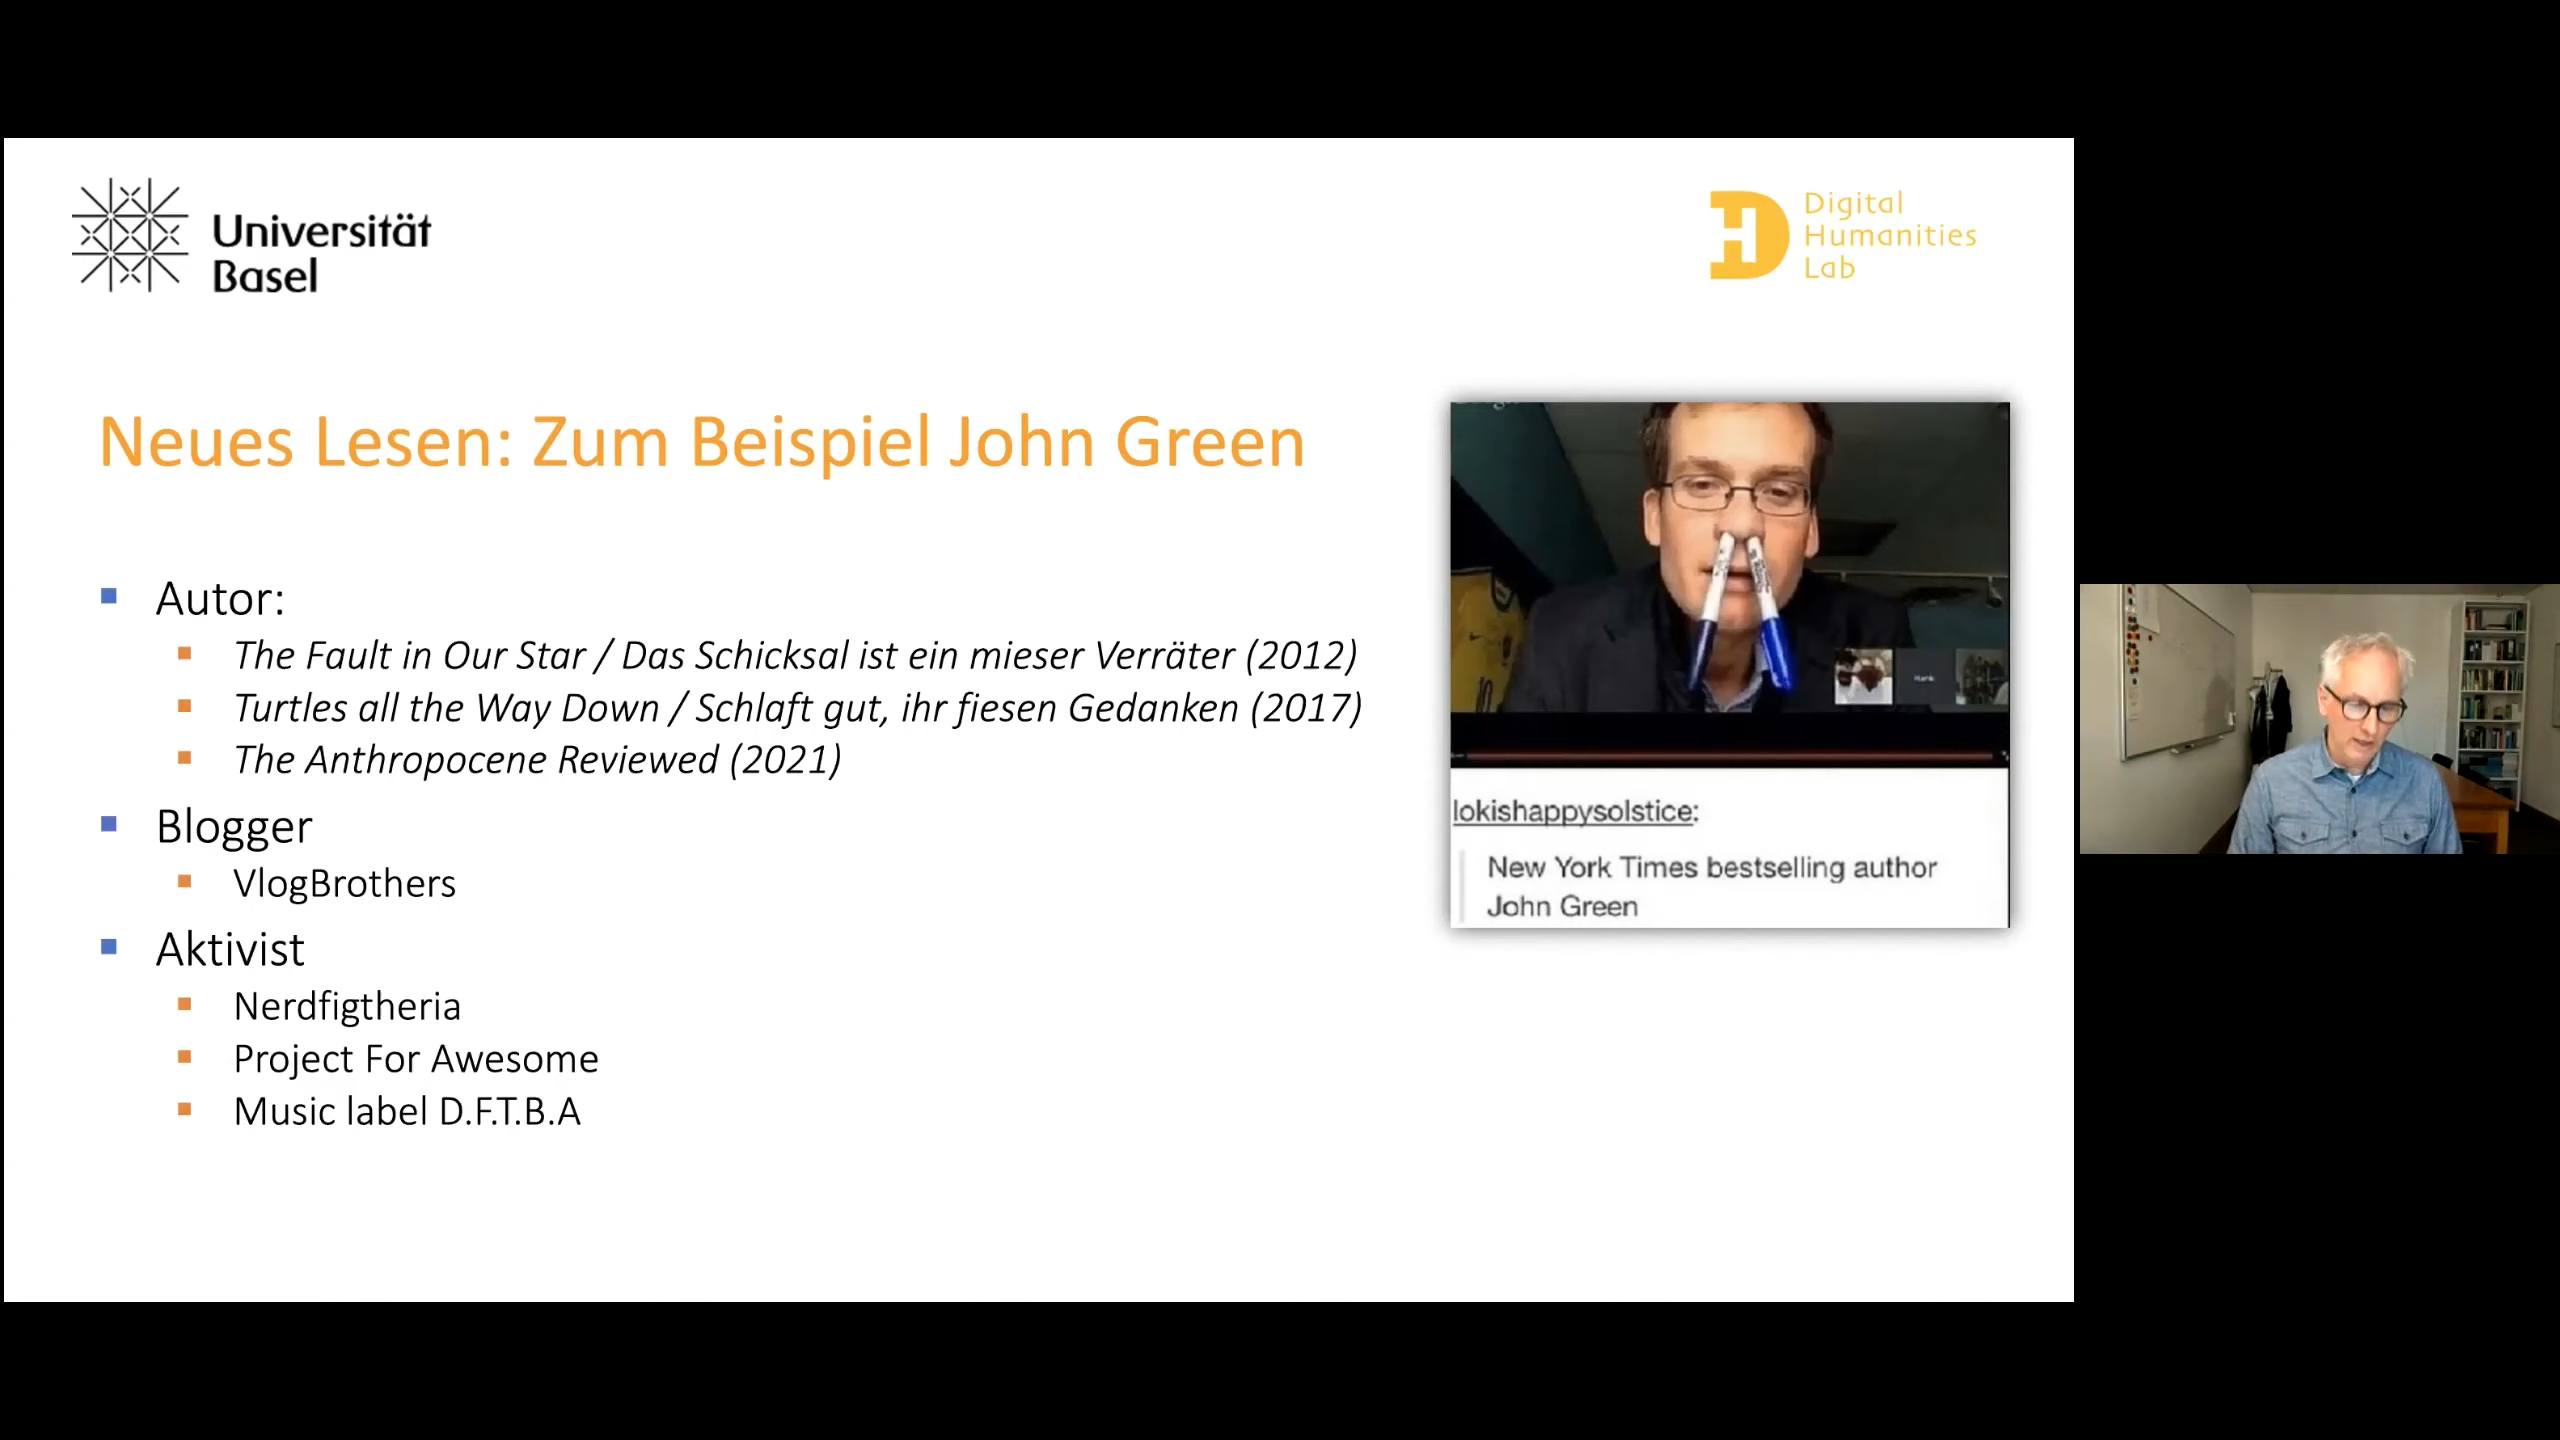 Universität
Basel
Digital
Humanities
Lab
Neues Lesen: Zum Beispiel John Green
Autor:
The Fault in Our Star / Das Schicksal ist ein mieser Verräter (2012)
Turtles all the Way Down / Schlaft gut, ihr fiesen Gedanken (2017)
The Anthropocene Reviewed (2021)
Blogger
VlogBrothers
Aktivist
Nerdfigtheria
Project For Awesome
Music label D.F.T.B.A
Hank
lokishappysolstice:
New York Times bestselling author
John Green